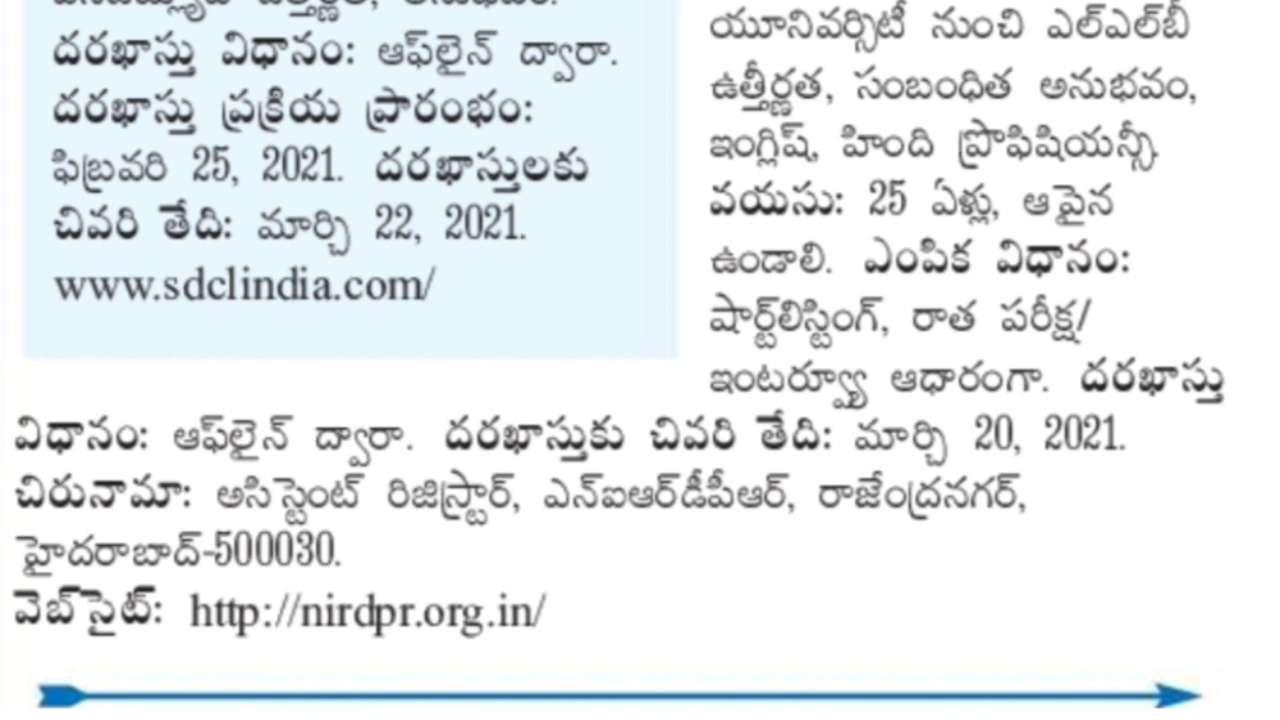 దరఖాస్తు విధానం: ఆఫ్‌లైన్ ద్వారా.
దరఖాస్తు ప్రక్రియ ప్రారంభం:
ఫిబ్రవరి 25, 2021. దరఖాస్తులకు
చివరి తేది: మార్చి 22, 2021.
www.sdclindia.com/
యూనివర్సిటీ నుంచి ఎల్ఎల్‌బీ
ఉత్తీర్ణత, సంబంధిత అనుభవం,
ఇంగ్లిష్, హింది ప్రొఫిషియన్సీ.
వయసు: 25 ఏళ్లు, ఆపైన
ఉండాలి. ఎంపిక విధానం:
షార్ట్‌లిస్టింగ్, రాత పరీక్ష/
ఇంటర్వ్యూ ఆధారంగా. దరఖాస్తు
విధానం: ఆఫ్‌లైన్ ద్వారా. దరఖాస్తుకు చివరి తేది: మార్చి 20, 2021.
చిరునామా: అసిస్టెంట్ రిజిస్ట్రార్, ఎన్ఐఆర్‌డీపీఆర్, రాజేంద్రనగర్,
హైదరాబాద్-500030.
వెబ్‌సైట్: http://nirdpr.org.in/